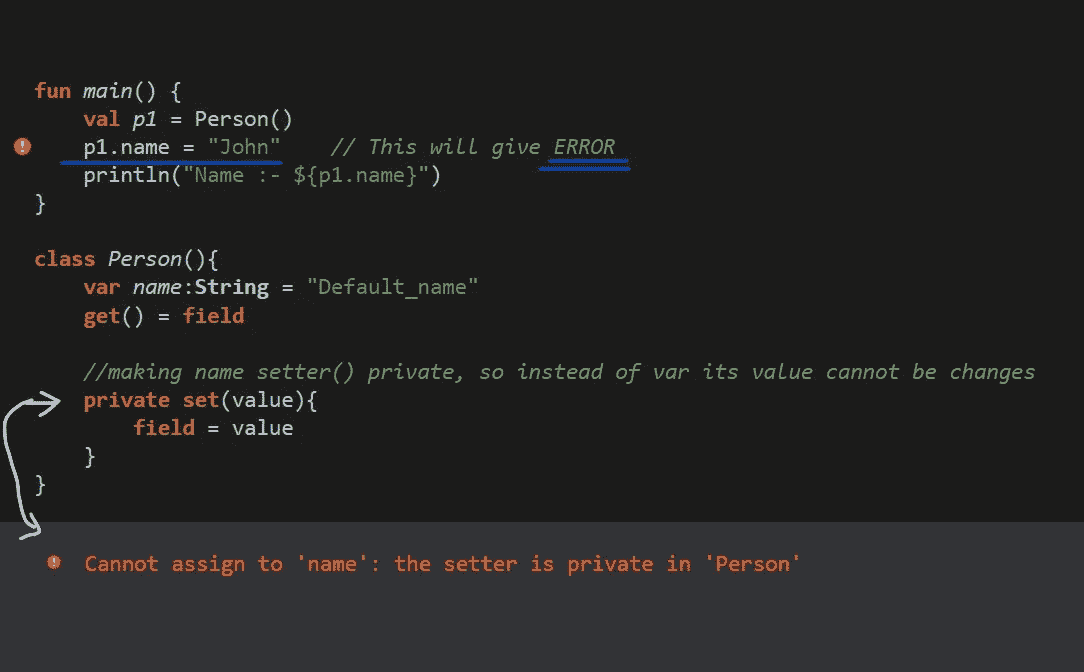 fun main() {
val p1 = Person()
p1.name = "John" // This will give ERROR
println("Name :- ${p1.name}")
}
class Person(){
var name:String = "Default_name"
get() = field
//making name setter() private, so instead of var its value cannot be changes
private set(value){
field = value
}
}
Cannot assign to 'name': the setter is private in 'Person'